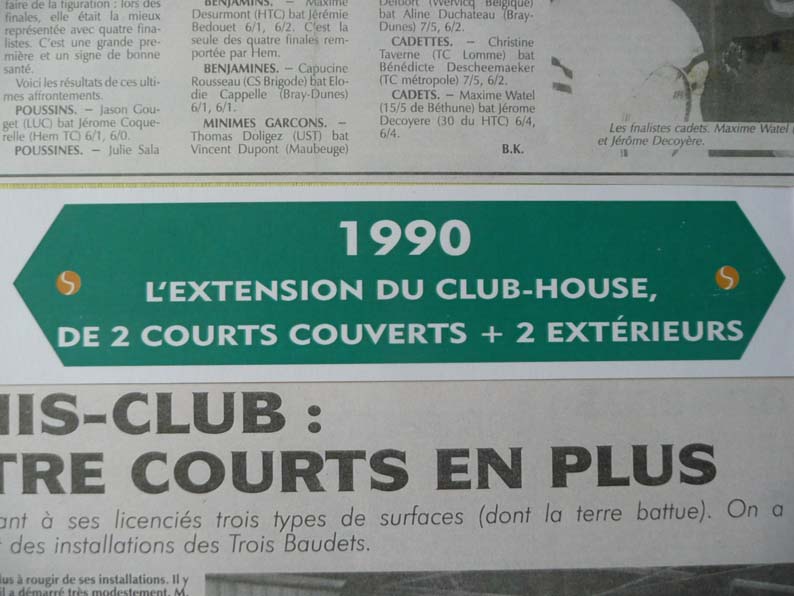 faire de la figuration : lors des
finales, elle était la mieux
représentée avec quatre fina-
listes. C'est une grande pre-
mière et un signe de bonne
santé.
Voici les résultats de ces ulti-
mes affrontements.
POUSSINS. – Jason Gou-
get (LUC) bat Jérôme Coque-
relle (Hem TC) 6/1, 6/0.
POUSSINES. – Julie Sala
BENJAMINS. – Maxime
Desurmont (HTC) bat Jérémie
Bedouet 6/1, 6/2. C'est la
seule des quatre finales rem-
portée par Hem.
BENJAMINES. – Capucine
Rousseau (CS Brigode) bat Elo-
die Cappelle (Bray-Dunes)
6/1, 6/1.
MINIMES GARCONS. –
Thomas Doligez (UST) bat
Vincent Dupont (Maubeuge)
(Wervicq Belgique)
bat Aline Duchateau (Bray-
Dunes) 7/5, 6/2.
CADETTES. – Christine
Taverne (TC Lomme) bat
Bénédicte Descheemaeker
(TC métropole) 7/5, 6/2.
CADETS. – Maxime Watel
(15/5 de Béthune) bat Jérome
Decoyere (30 du HTC) 6/4,
6/4.
B.K.
Les fnalistes cadets. Maxime Watel
et Jérôme Decoyère.
1990
L'EXTENSION DU CLUB-HOUSE,
DE 2 COURTS COUVERTS + 2 EXTÉRIEURS
NIS-CLUB :
TRE COURTS EN PLUS
ant à ses licenciés trois types de surfaces (dont la terre battue). On a
des installations des Trois Baudets.
lus à rougir de ses installations. Il y
il a démarré très modestement. M.